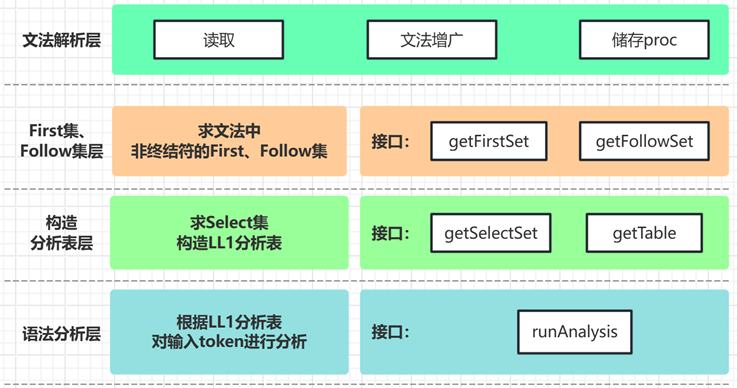 文法解析层
读取
文法增广
储存proc
First集、
Follow集层
求文法中
非终结符的First、Follow集
接口：
getFirstSet
getFollowSet
构造
分析表层
求Select集
构造LL1分析表
接口：
getSelectSet
getTable
语法分析层
根据LL1分析表
对输入token进行分析
接口：
runAnalysis